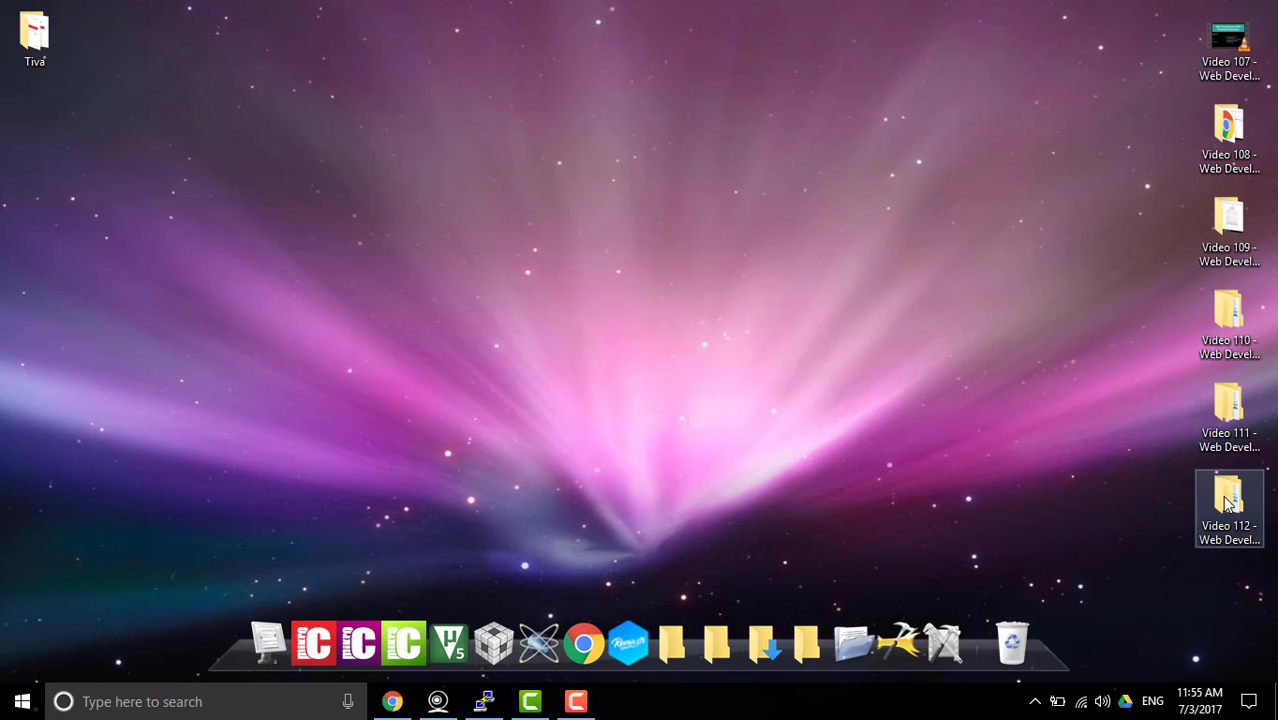 Tiva
Video 107 -
Web Devel...
Video 108 -
Web Devel...
Video 109 -
Web Devel...
Video 110 -
Web Devel...
Video 111 -
Web Devel...
Video 112 -
Web Devel...
Type here to search
ENG
11:55 AM
7/3/2017